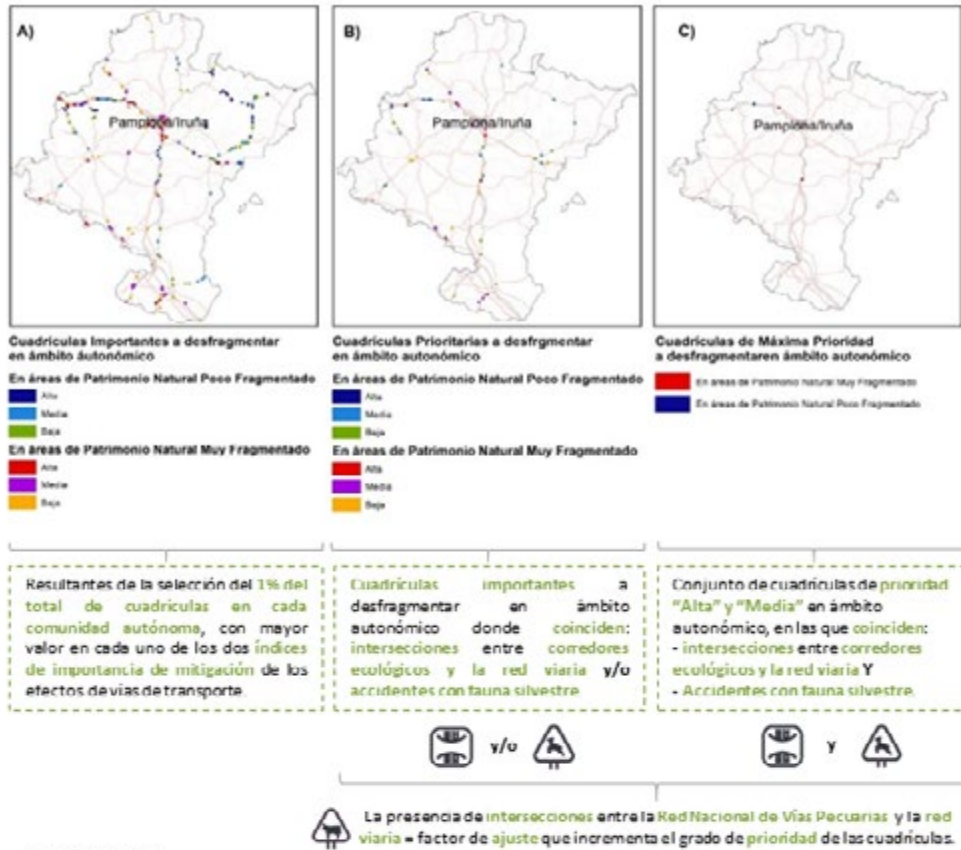 A)
Pamplona/Iruña
B)
Pamplona/Iruña
C)
Pamplona/Iruña
Cuadrículas Importantes a desfragmentar
en ámbito áutonómico
En áreas de Patrimonio Natural Poco Fragmentado
Alta
Media
Baja
En áreas de Patrimonio Natural Muy Fragmentado
Alta
Media
Baja
Cuadrículas Prioritarias a desfrgmentar
en ámbito autonómico
En áreas de Patrimonio Natural Poco Fragmentado
Alta
Media
Baja
En áreas de Patrimonio Natural Muy Fragmentado
Alta
Media
Baja
Cuadrículas de Máxima Prioridad
a desfragmentaren ámbito autonómico
En áreas de Patrimonio Natural Muy Fragmentado
En áreas de Patrimonio Natural Poco Fragmentado
Resultantes de la selección del 1% del
total de cuadrículas en cada
comunidad autónoma, con mayor
valor en cada uno de los dos índices
de importancia de mitigación de los
efectos de vías de transporte.
Cuadrículas importantes a
desfragmentar en ámbito
autonómico donde coinciden:
intersecciones entre corredores
ecológicos y la red viaria y/o
accidentes con fauna silvestre
Conjunto de cuadrículas de prioridad
"Alta" y "Media" en ámbito
autonómico, en las que coinciden:
- intersecciones entre corredores
ecológicos y la red viaria Y
- Accidentes con fauna silvestre.
y/o
y
La presencia de intersecciones entre la Red Nacional de Vías Pecuarias y la red
viaria = factor de ajuste que incrementa el grado de prioridad de las cuadrículas.